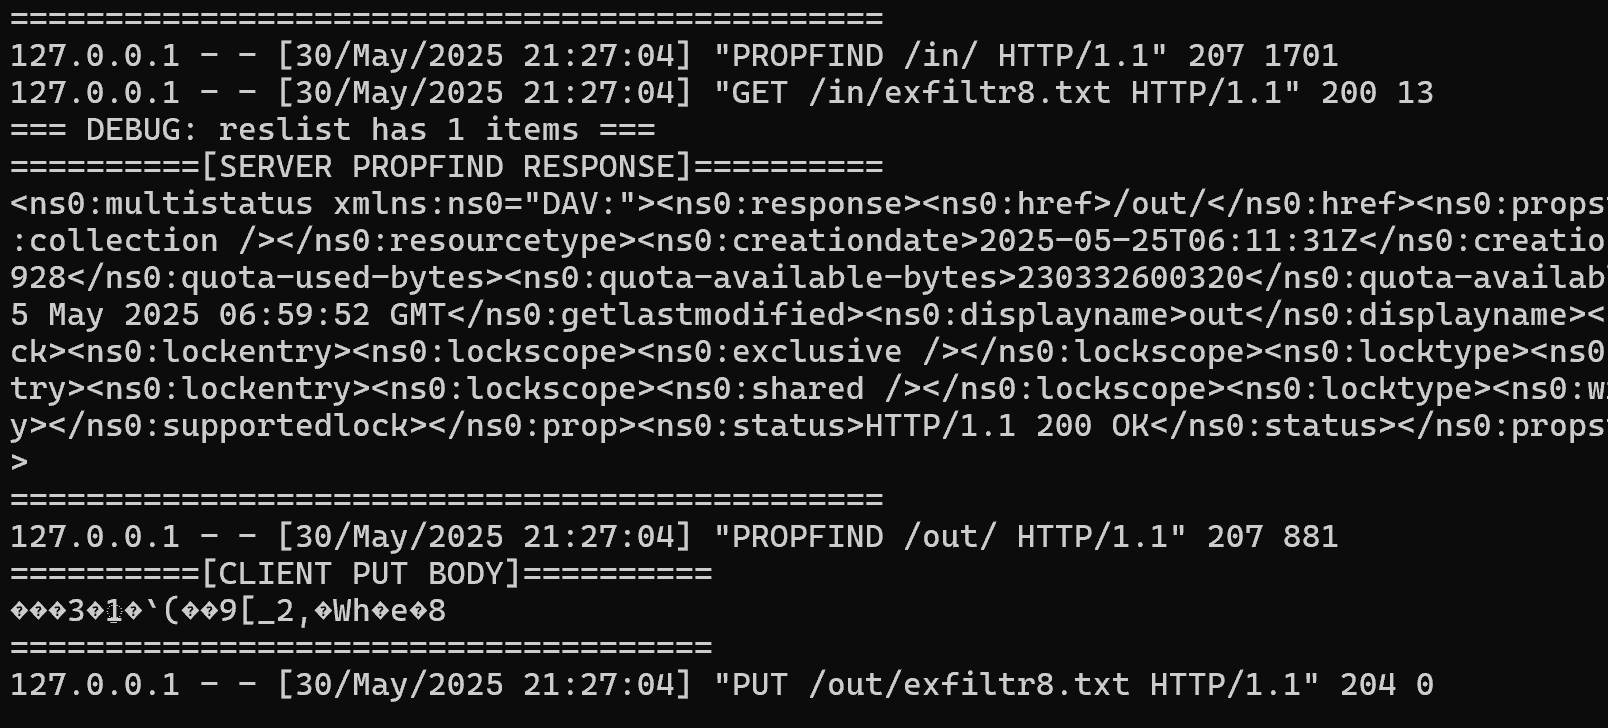 ==============================================
127.0.0.1 - - [30/May/2025 21:27:04] "PROPFIND /in/ HTTP/1.1" 207 1701
127.0.0.1 - - [30/May/2025 21:27:04] "GET /in/exfiltr8.txt HTTP/1.1" 200 13
=== DEBUG: reslist has 1 items ===
==========[SERVER PROPFIND RESPONSE]==========
<ns0:multistatus xmlns:ns0="DAV:"><ns0:response><ns0:href>/out/</ns0:href><ns0:props
:collection /></ns0:resourcetype><ns0:creationdate>2025-05-25T06:11:31Z</ns0:creatio
928</ns0:quota-used-bytes><ns0:quota-available-bytes>230332600320</ns0:quota-availab
5 May 2025 06:59:52 GMT</ns0:getlastmodified><ns0:displayname>out</ns0:displayname><
ck><ns0:lockentry><ns0:lockscope><ns0:exclusive /></ns0:lockscope><ns0:locktype><ns0
try><ns0:lockentry><ns0:lockscope><ns0:shared /></ns0:lockscope><ns0:locktype><ns0:w
y></ns0:supportedlock></ns0:prop><ns0:status>HTTP/1.1 200 OK</ns0:status></ns0:props
>
==============================================
127.0.0.1 - - [30/May/2025 21:27:04] "PROPFIND /out/ HTTP/1.1" 207 881
==========[CLIENT PUT BODY]==========
���3�1�`(��9[_2,�Wh�e�8
=====================================
127.0.0.1 - - [30/May/2025 21:27:04] "PUT /out/exfiltr8.txt HTTP/1.1" 204 0